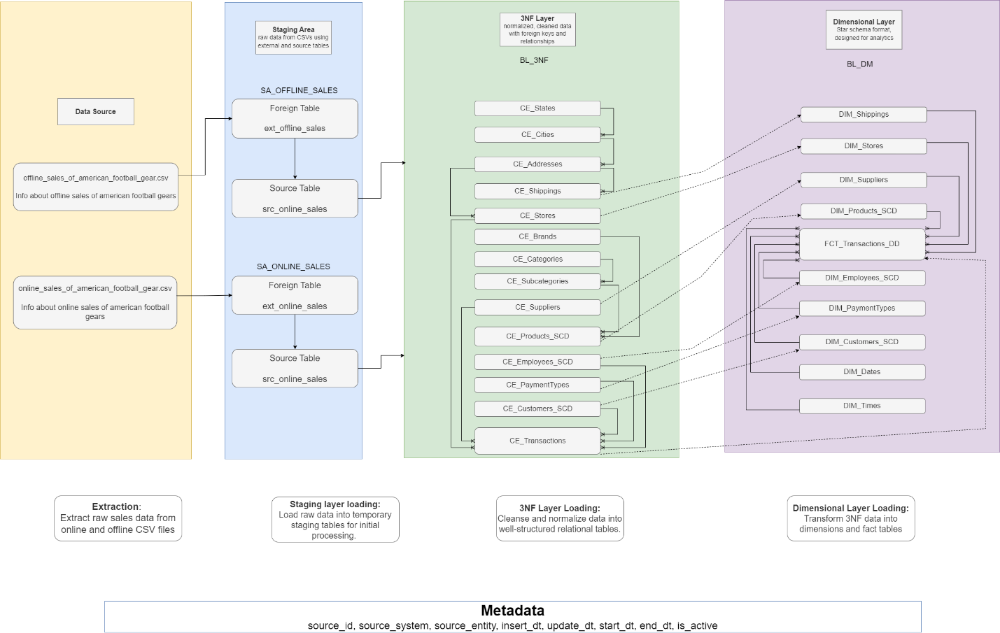 Data Source
offline_sales_of_american_football_gear.csv
Info about offline sales of american football gears
online_sales_of_american_football_gear.csv
Info about online sales of american football
gears
Staging Area
raw data from CSVs using
external and source tables
SA_OFFLINE_SALES
Foreign Table
ext_offline_sales
Source Table
src_online_sales
SA_ONLINE_SALES
Foreign Table
ext_online_sales
Source Table
src_online_sales
3NF Layer
normalized, cleaned data
with foreign keys and
relationships
BL_3NF
CE_States
CE_Cities
CE_Addresses
CE_Shippings
CE_Stores
CE_Brands
CE_Categories
CE_Subcategories
CE_Suppliers
CE_Products_SCD
CE_Employees_SCD
CE_PaymentTypes
CE_Customers_SCD
CE_Transactions
Dimensional Layer
Star schema format,
designed for analytics
BL_DM
DIM_Shippings
DIM_Stores
DIM_Suppliers
DIM_Products_SCD
FCT_Transactions_DD
DIM_Employees_SCD
DIM_PaymentTypes
DIM_Customers_SCD
DIM_Dates
DIM_Times
Extraction:
Extract raw sales data from
online and offline CSV files
Staging layer loading:
Load raw data into temporary
staging tables for initial
processing.
3NF Layer Loading:
Cleanse and normalize data into
well-structured relational tables.
Dimensional Layer Loading:
Transform 3NF data into
dimensions and fact tables
Metadata
source_id, source_system, source_entity, insert_dt, update_dt, start_dt, end_dt, is_active